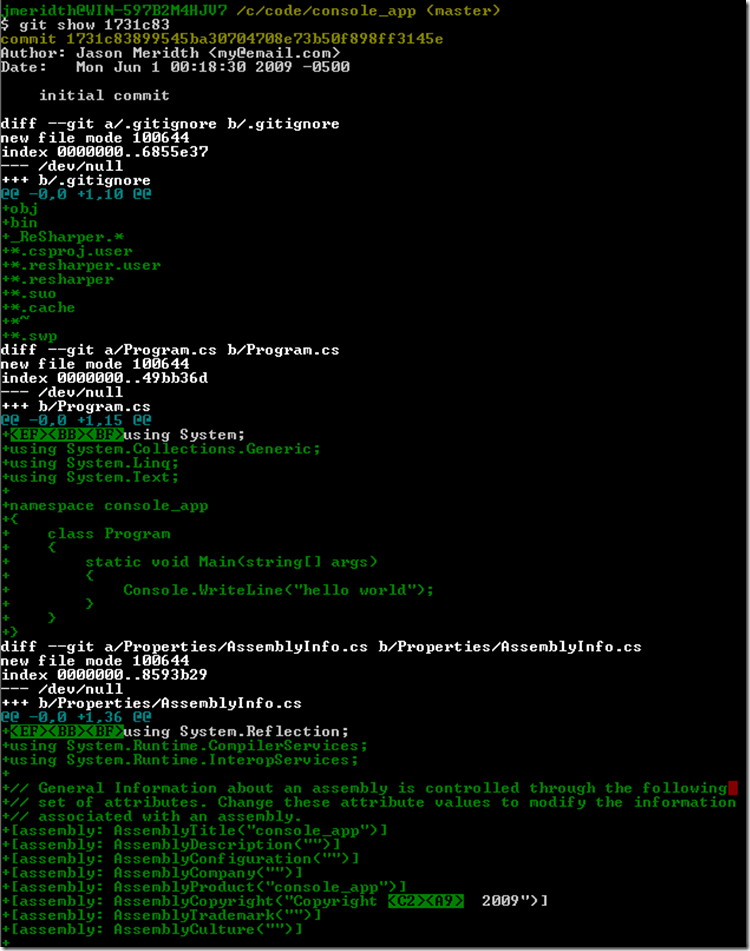 jmeridth@WIN-597B2M4HJV7 /c/code/console_app (master)
$ git show 1731c83
commit 1731c83899545ba30704708e73b50f898ff3145e
Author: Jason Meridth <my@email.com>
Date:   Mon Jun 1 00:18:30 2009 -0500

    initial commit

diff --git a/.gitignore b/.gitignore
new file mode 100644
index 0000000..6855e37
--- /dev/null
+++ b/.gitignore
@@ -0,0 +1,10 @@
+obj
+bin
+_ReSharper.*
+*.csproj.user
+*.resharper.user
+*.resharper
+*.suo
+*.cache
+*~
+*.swp
diff --git a/Program.cs b/Program.cs
new file mode 100644
index 0000000..49bb36d
--- /dev/null
+++ b/Program.cs
@@ -0,0 +1,15 @@
+<EF><BB><BF>using System;
+using System.Collections.Generic;
+using System.Linq;
+using System.Text;
+
+namespace console_app
+{
+    class Program
+    {
+        static void Main(string[] args)
+        {
+            Console.WriteLine("hello world");
+        }
+    }
+}
diff --git a/Properties/AssemblyInfo.cs b/Properties/AssemblyInfo.cs
new file mode 100644
index 0000000..8593b29
--- /dev/null
+++ b/Properties/AssemblyInfo.cs
@@ -0,0 +1,36 @@
+<EF><BB><BF>using System.Reflection;
+using System.Runtime.CompilerServices;
+using System.Runtime.InteropServices;
+
+// General Information about an assembly is controlled through the following
+// set of attributes. Change these attribute values to modify the information
+// associated with an assembly.
+[assembly: AssemblyTitle("console_app")]
+[assembly: AssemblyDescription("")]
+[assembly: AssemblyConfiguration("")]
+[assembly: AssemblyCompany("")]
+[assembly: AssemblyProduct("console_app")]
+[assembly: AssemblyCopyright("Copyright <C2><A9>  2009")]
+[assembly: AssemblyTrademark("")]
+[assembly: AssemblyCulture("")]
+